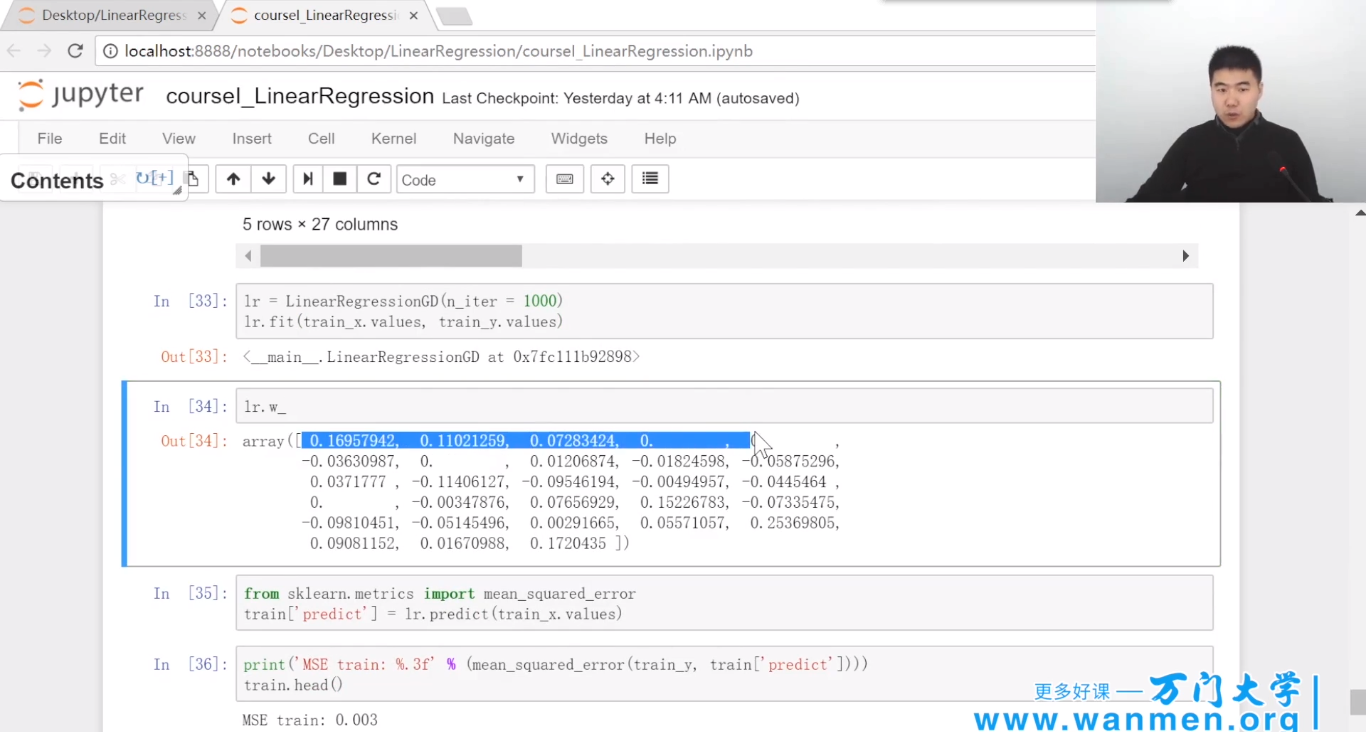 Desktop/LinearRegress
coursel_LinearRegressi
localhost:8888/notebooks/Desktop/LinearRegression/coursel_LinearRegression.ipynb
jupyter coursel_LinearRegression Last Checkpoint: Yesterday at 4:11 AM (autosaved)
File Edit View Insert Cell Kernel Navigate Widgets Help
Contents [+] Code
5 rows × 27 columns
In [33]: lr = LinearRegressionGD(n_iter = 1000)
lr.fit(train_x.values, train_y.values)
Out[33]: <__main__.LinearRegressionGD at 0x7fc111b92898>
In [34]: lr.w_
Out[34]: array([ 0.16957942, 0.11021259, 0.07283424, 0. , ,
-0.03630987, 0. , 0.01206874, -0.01824598, -0.05875296,
0.0371777 , -0.11406127, -0.09546194, -0.00494957, -0.0445464 ,
0. , -0.00347876, 0.07656929, 0.15226783, -0.07335475,
-0.09810451, -0.05145496, 0.00291665, 0.05571057, 0.25369805,
0.09081152, 0.01670988, 0.1720435 ])
In [35]: from sklearn.metrics import mean_squared_error
train['predict'] = lr.predict(train_x.values)
In [36]: print('MSE train: %.3f' % (mean_squared_error(train_y, train['predict'])))
train.head()
MSE train: 0.003
更多好课 — 万门大学
www.wanmen.org